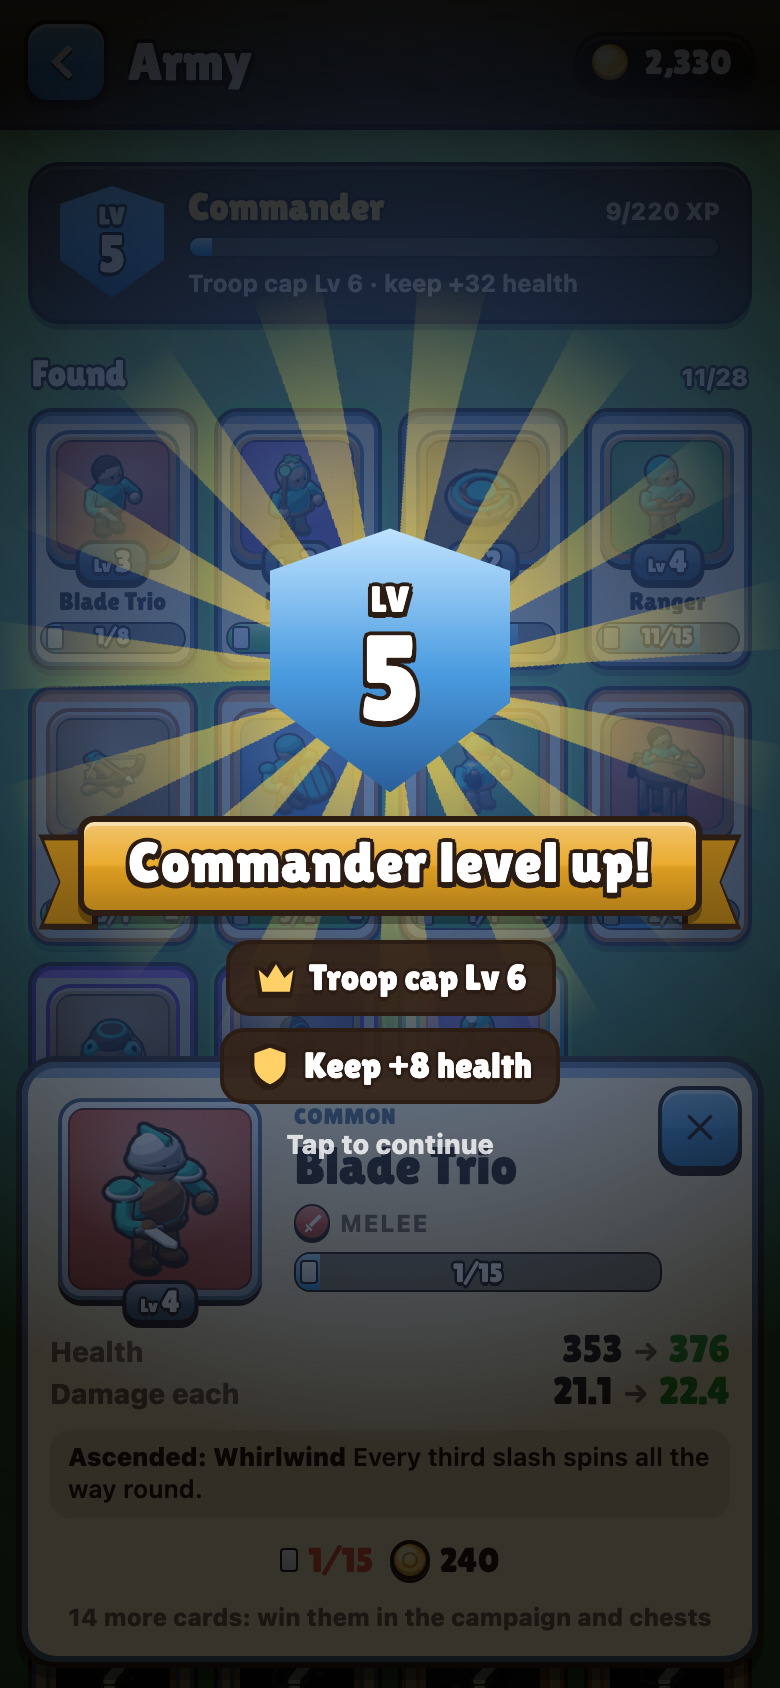 Army
2,330
LV
5
Commander
9/220 XP
Troop cap Lv 6 · keep +32 health
Found
11/28
Lv 3
2
Lv 4
Blade Trio
Ranger
1/8
11/15
LV
5
Commander level up!
Troop cap Lv 6
Keep +8 health
COMMON
Tap to continue
Blade Trio
MELEE
1/15
Lv 4
Health
353 → 376
Damage each
21.1 → 22.4
Ascended: Whirlwind Every third slash spins all the
way round.
1/15
240
14 more cards: win them in the campaign and chests